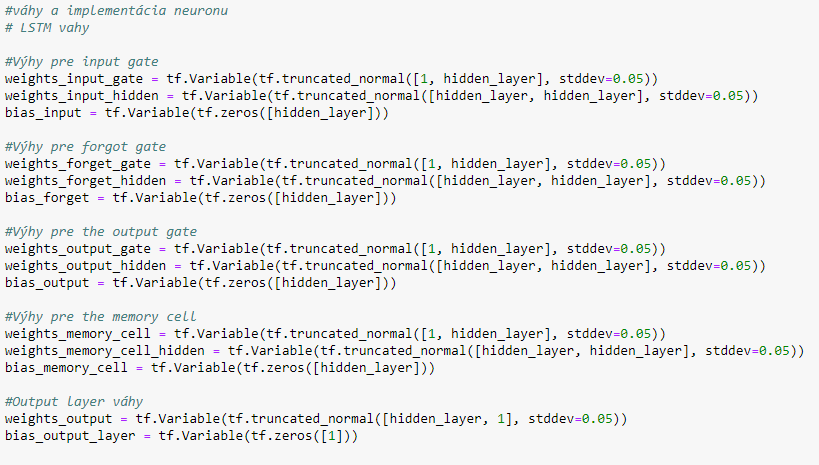 #váhy a implementácia neuronu
# LSTM vahy
#Výhy pre input gate
weights_input_gate = tf.Variable(tf.truncated_normal([1, hidden_layer], stddev=0.05))
weights_input_hidden = tf.Variable(tf.truncated_normal([hidden_layer, hidden_layer], stddev=0.05))
bias_input = tf.Variable(tf.zeros([hidden_layer]))
#Výhy pre forgot gate
weights_forget_gate = tf.Variable(tf.truncated_normal([1, hidden_layer], stddev=0.05))
weights_forget_hidden = tf.Variable(tf.truncated_normal([hidden_layer, hidden_layer], stddev=0.05))
bias_forget = tf.Variable(tf.zeros([hidden_layer]))
#Výhy pre the output gate
weights_output_gate = tf.Variable(tf.truncated_normal([1, hidden_layer], stddev=0.05))
weights_output_hidden = tf.Variable(tf.truncated_normal([hidden_layer, hidden_layer], stddev=0.05))
bias_output = tf.Variable(tf.zeros([hidden_layer]))
#Výhy pre the memory cell
weights_memory_cell = tf.Variable(tf.truncated_normal([1, hidden_layer], stddev=0.05))
weights_memory_cell_hidden = tf.Variable(tf.truncated_normal([hidden_layer, hidden_layer], stddev=0.05))
bias_memory_cell = tf.Variable(tf.zeros([hidden_layer]))
#Output layer váhy
weights_output = tf.Variable(tf.truncated_normal([hidden_layer, 1], stddev=0.05))
bias_output_layer = tf.Variable(tf.zeros([1]))